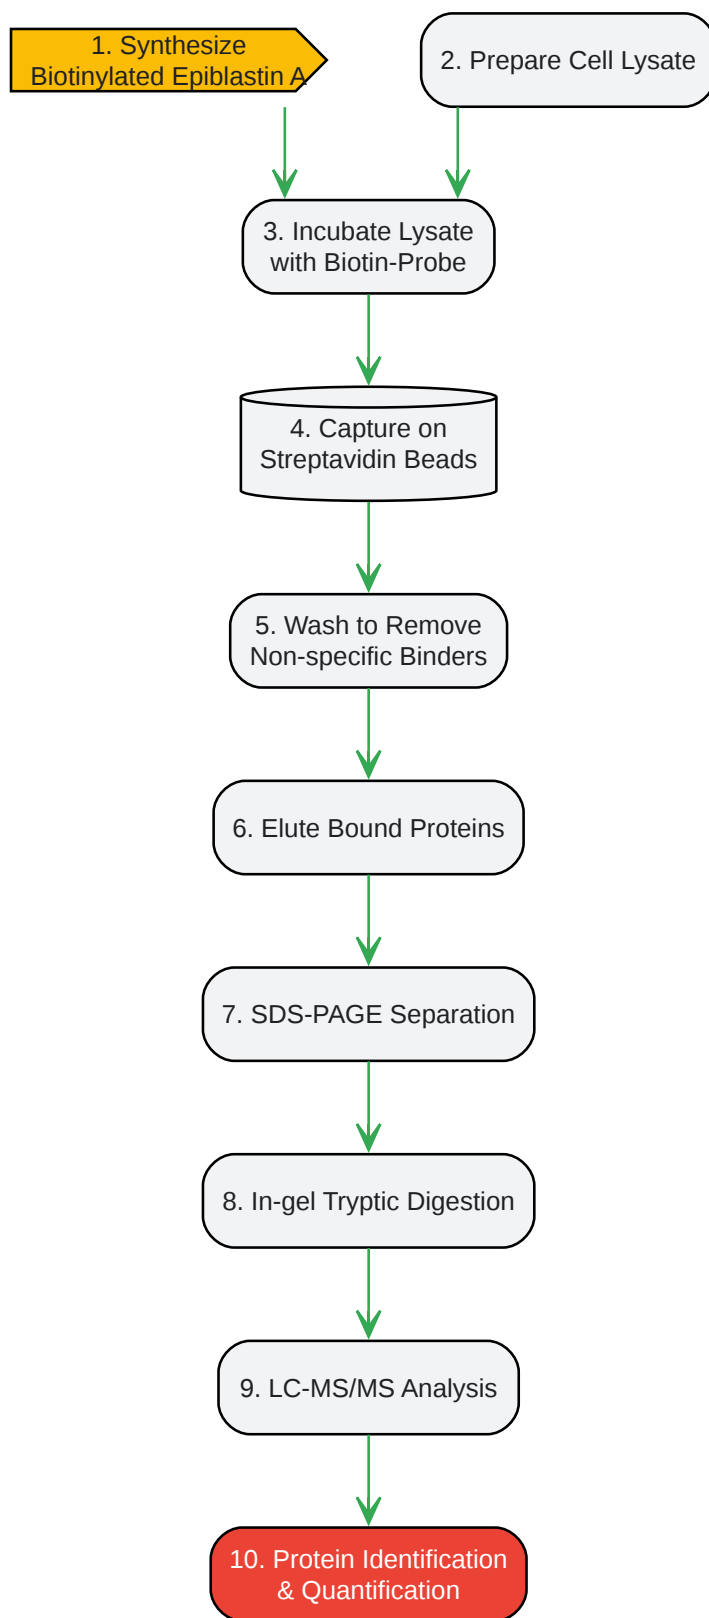 1. Synthesize
Biotinylated Epiblastin A
2. Prepare Cell Lysate
3. Incubate Lysate
with Biotin-Probe
4. Capture on
Streptavidin Beads
5. Wash to Remove
Non-specific Binders
6. Elute Bound Proteins
7. SDS-PAGE Separation
8. In-gel Tryptic Digestion
9. LC-MS/MS Analysis
10. Protein Identification
& Quantification